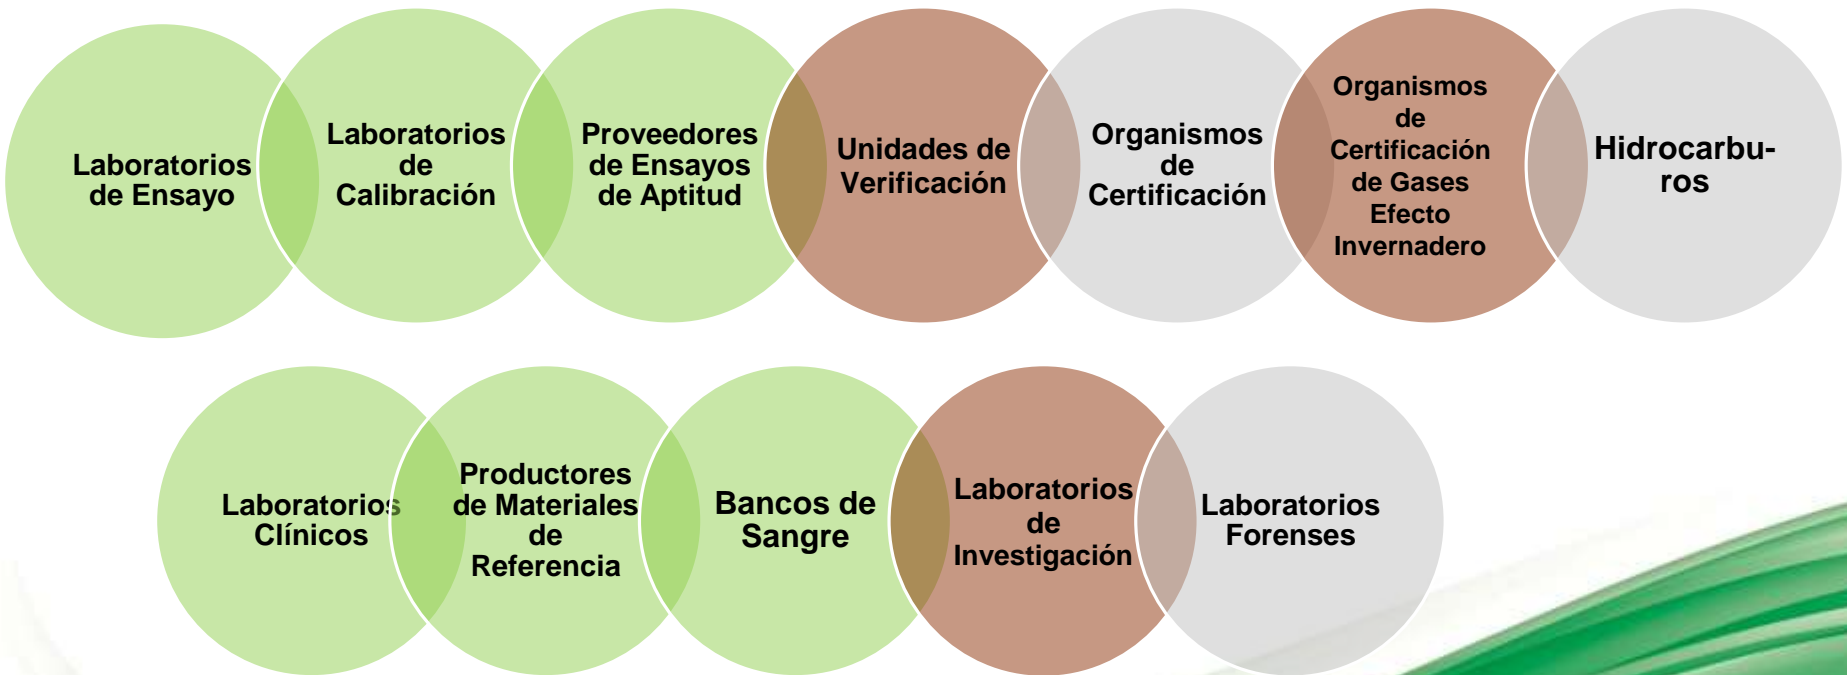 Laboratorios
de Ensayo
Laboratorios
de
Calibración
Proveedores
de Ensayos
de Aptitud
Unidades de
Verificación
Organismos
de
Certificación
Organismos
de
Certificación
de Gases
Efecto
Invernadero
Hidrocarbu-
ros
Laboratorios
Clínicos
Productores
de Materiales
de
Referencia
Bancos de
Sangre
Laboratorios
de
Investigación
Laboratorios
Forenses